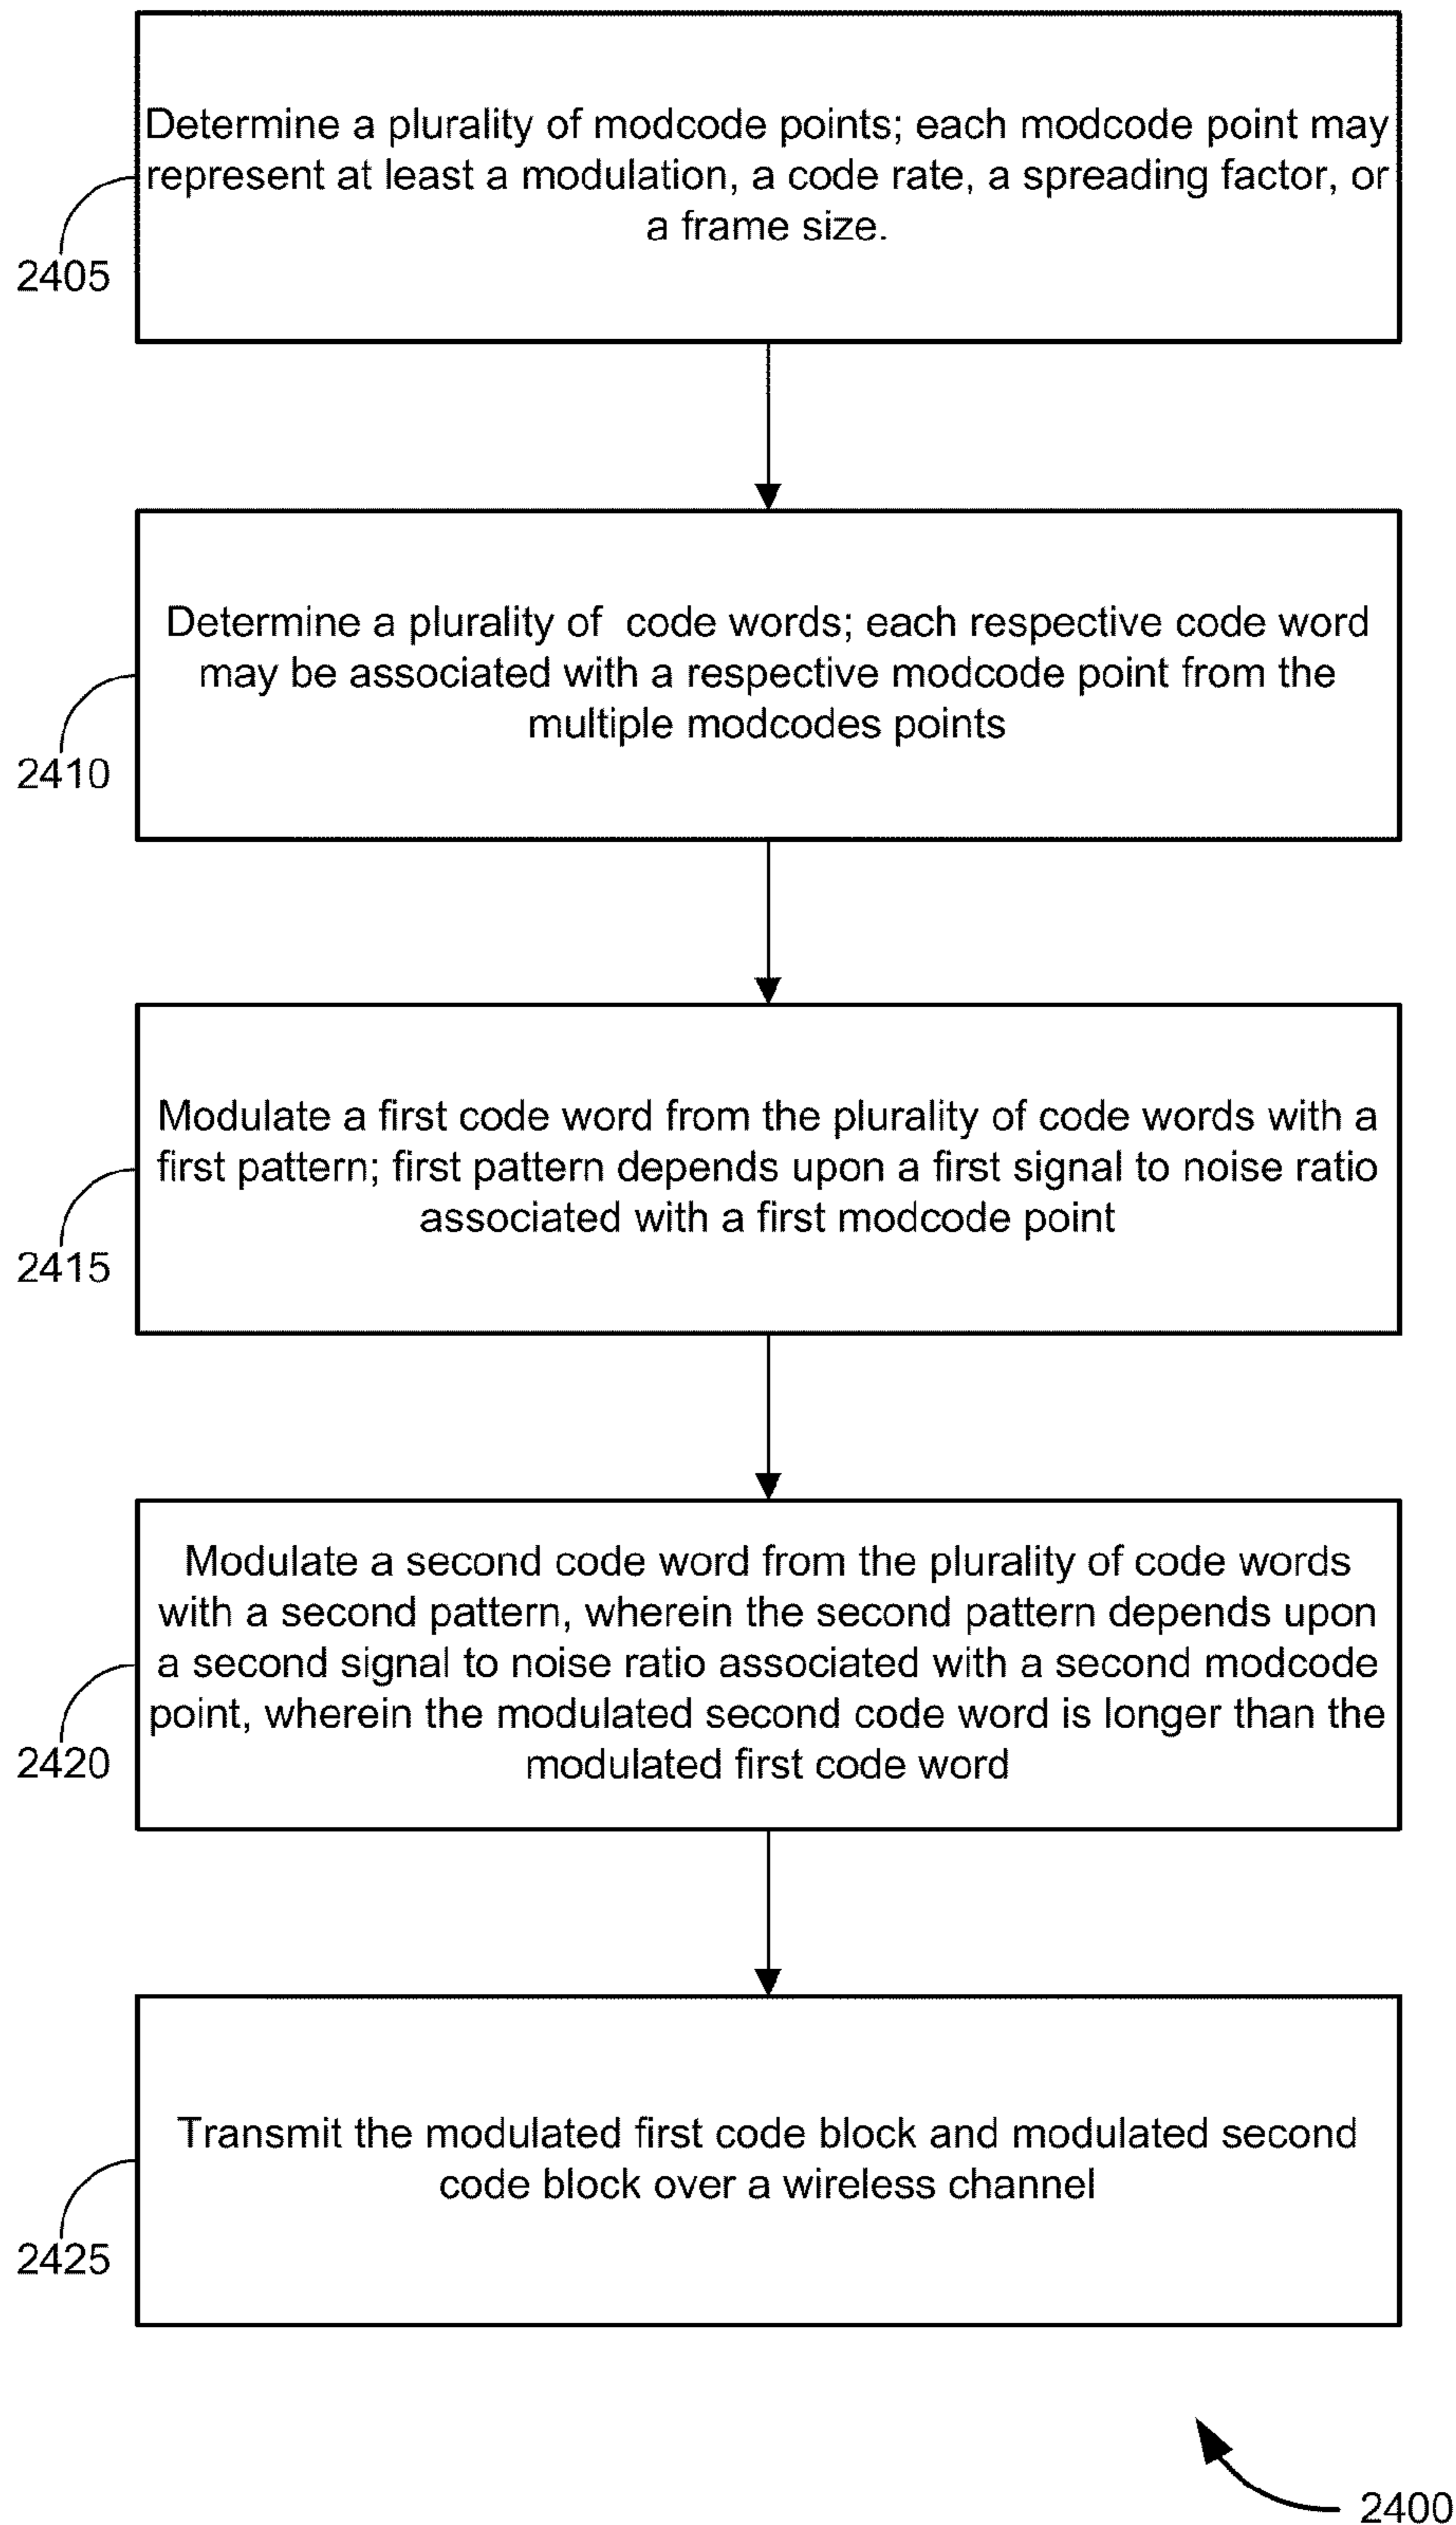 Determine a plurality of modcode points; each modcode point may
represent at least a modulation, a code rate, a spreading factor, or
a frame size.
2405
Determine a plurality of  code words; each respective code word
may be associated with a respective modcode point from the
multiple modcodes points
2410
Modulate a first code word from the plurality of code words with a
first pattern; first pattern depends upon a first signal to noise ratio
associated with a first modcode point
2415
Modulate a second code word from the plurality of code words
with a second pattern, wherein the second pattern depends upon
a second signal to noise ratio associated with a second modcode
point, wherein the modulated second code word is longer than the
modulated first code word
2420
Transmit the modulated first code block and modulated second
code block over a wireless channel
2425
2400